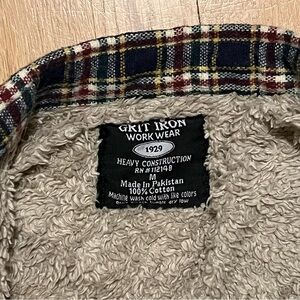 GRIT IRON
WORK WEAR
1929
HEAVY CONSTRUCTION
RN # 112148
M
Made In Pakistan
100% Cotton
Machine wash cold with like colors